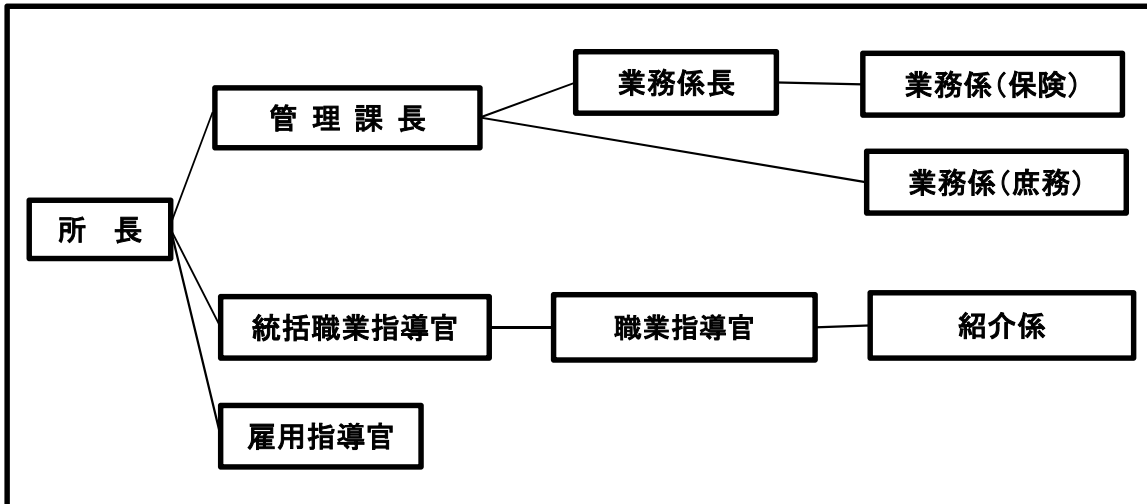 業務係長
業務係(保険)
管 理 課 長
業務係(庶務)
所　長
統括職業指導官
職業指導官
紹介係
雇用指導官